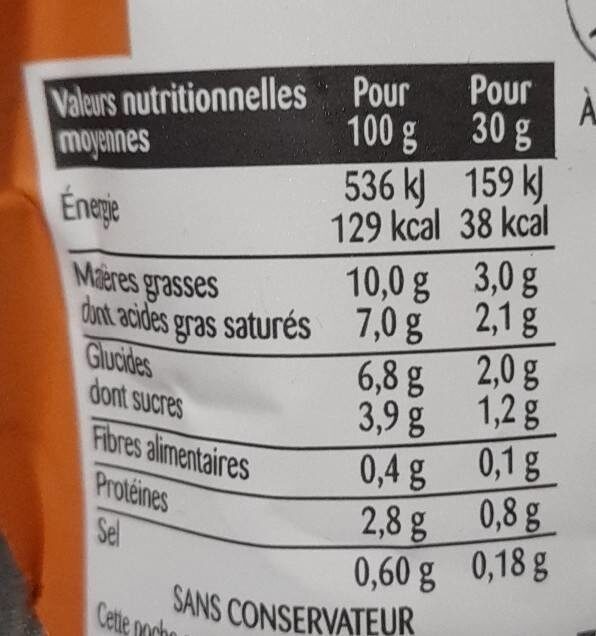 Valeurs nutritionnelles moyennes Pour 100 g Pour 30 g
Énergie 536 kJ 159 kJ
129 kcal 38 kcal
Matières grasses 10,0 g 3,0 g
dont acides gras saturés 7,0 g 2,1 g
Glucides 6,8 g 2,0 g
dont sucres 3,9 g 1,2 g
Fibres alimentaires 0,4 g 0,1 g
Protéines 2,8 g 0,8 g
Sel 0,60 g 0,18 g
SANS CONSERVATEUR
Cette
À